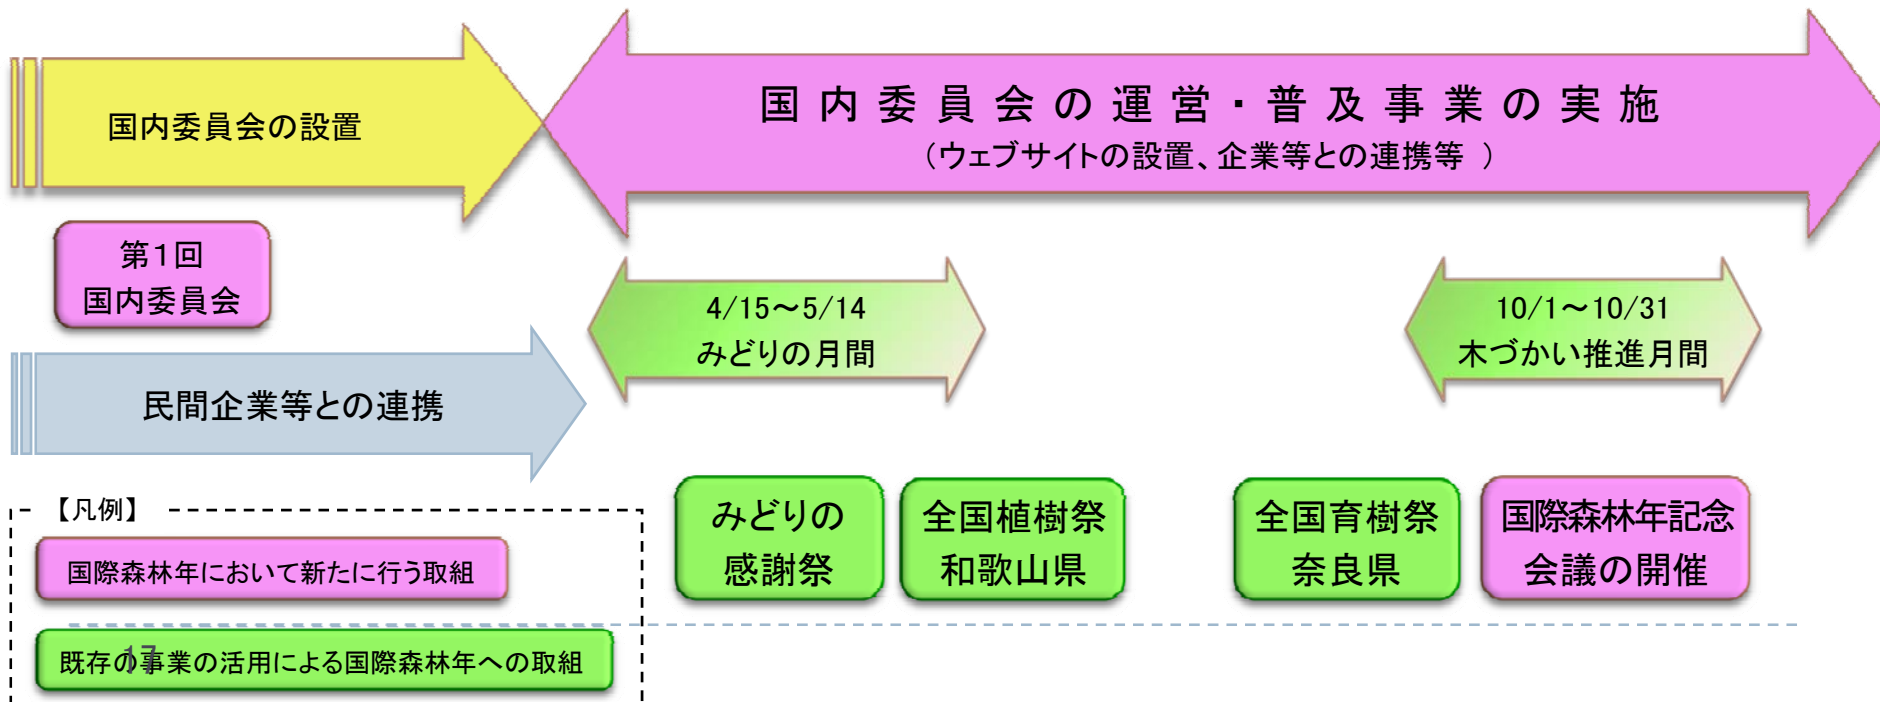 国内委員会の設置
国内委員会の運営・普及事業の実施
（ウェブサイトの設置、企業等との連携等 ）
第１回
国内委員会
4/15～5/14
みどりの月間
10/1～10/31
木づかい推進月間
民間企業等との連携
みどりの
感謝祭
全国植樹祭
和歌山県
全国育樹祭
奈良県
国際森林年記念
会議の開催
【凡例】
国際森林年において新たに行う取組
既存の事業の活用による国際森林年への取組
17